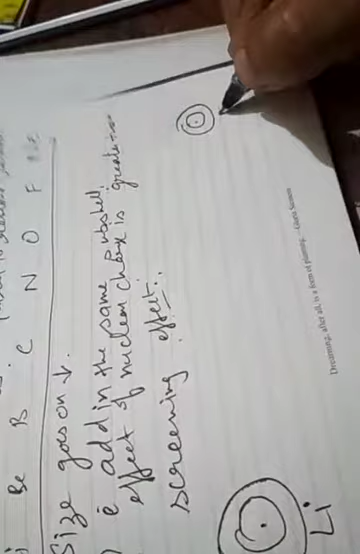 Be B C N O F
Size goes on ↓.
ē add in the same subshell
effect of nuclear charge is greater than
screening effect.
Li
Dreaming, after all, is a form of planning. - Gloria Steinem